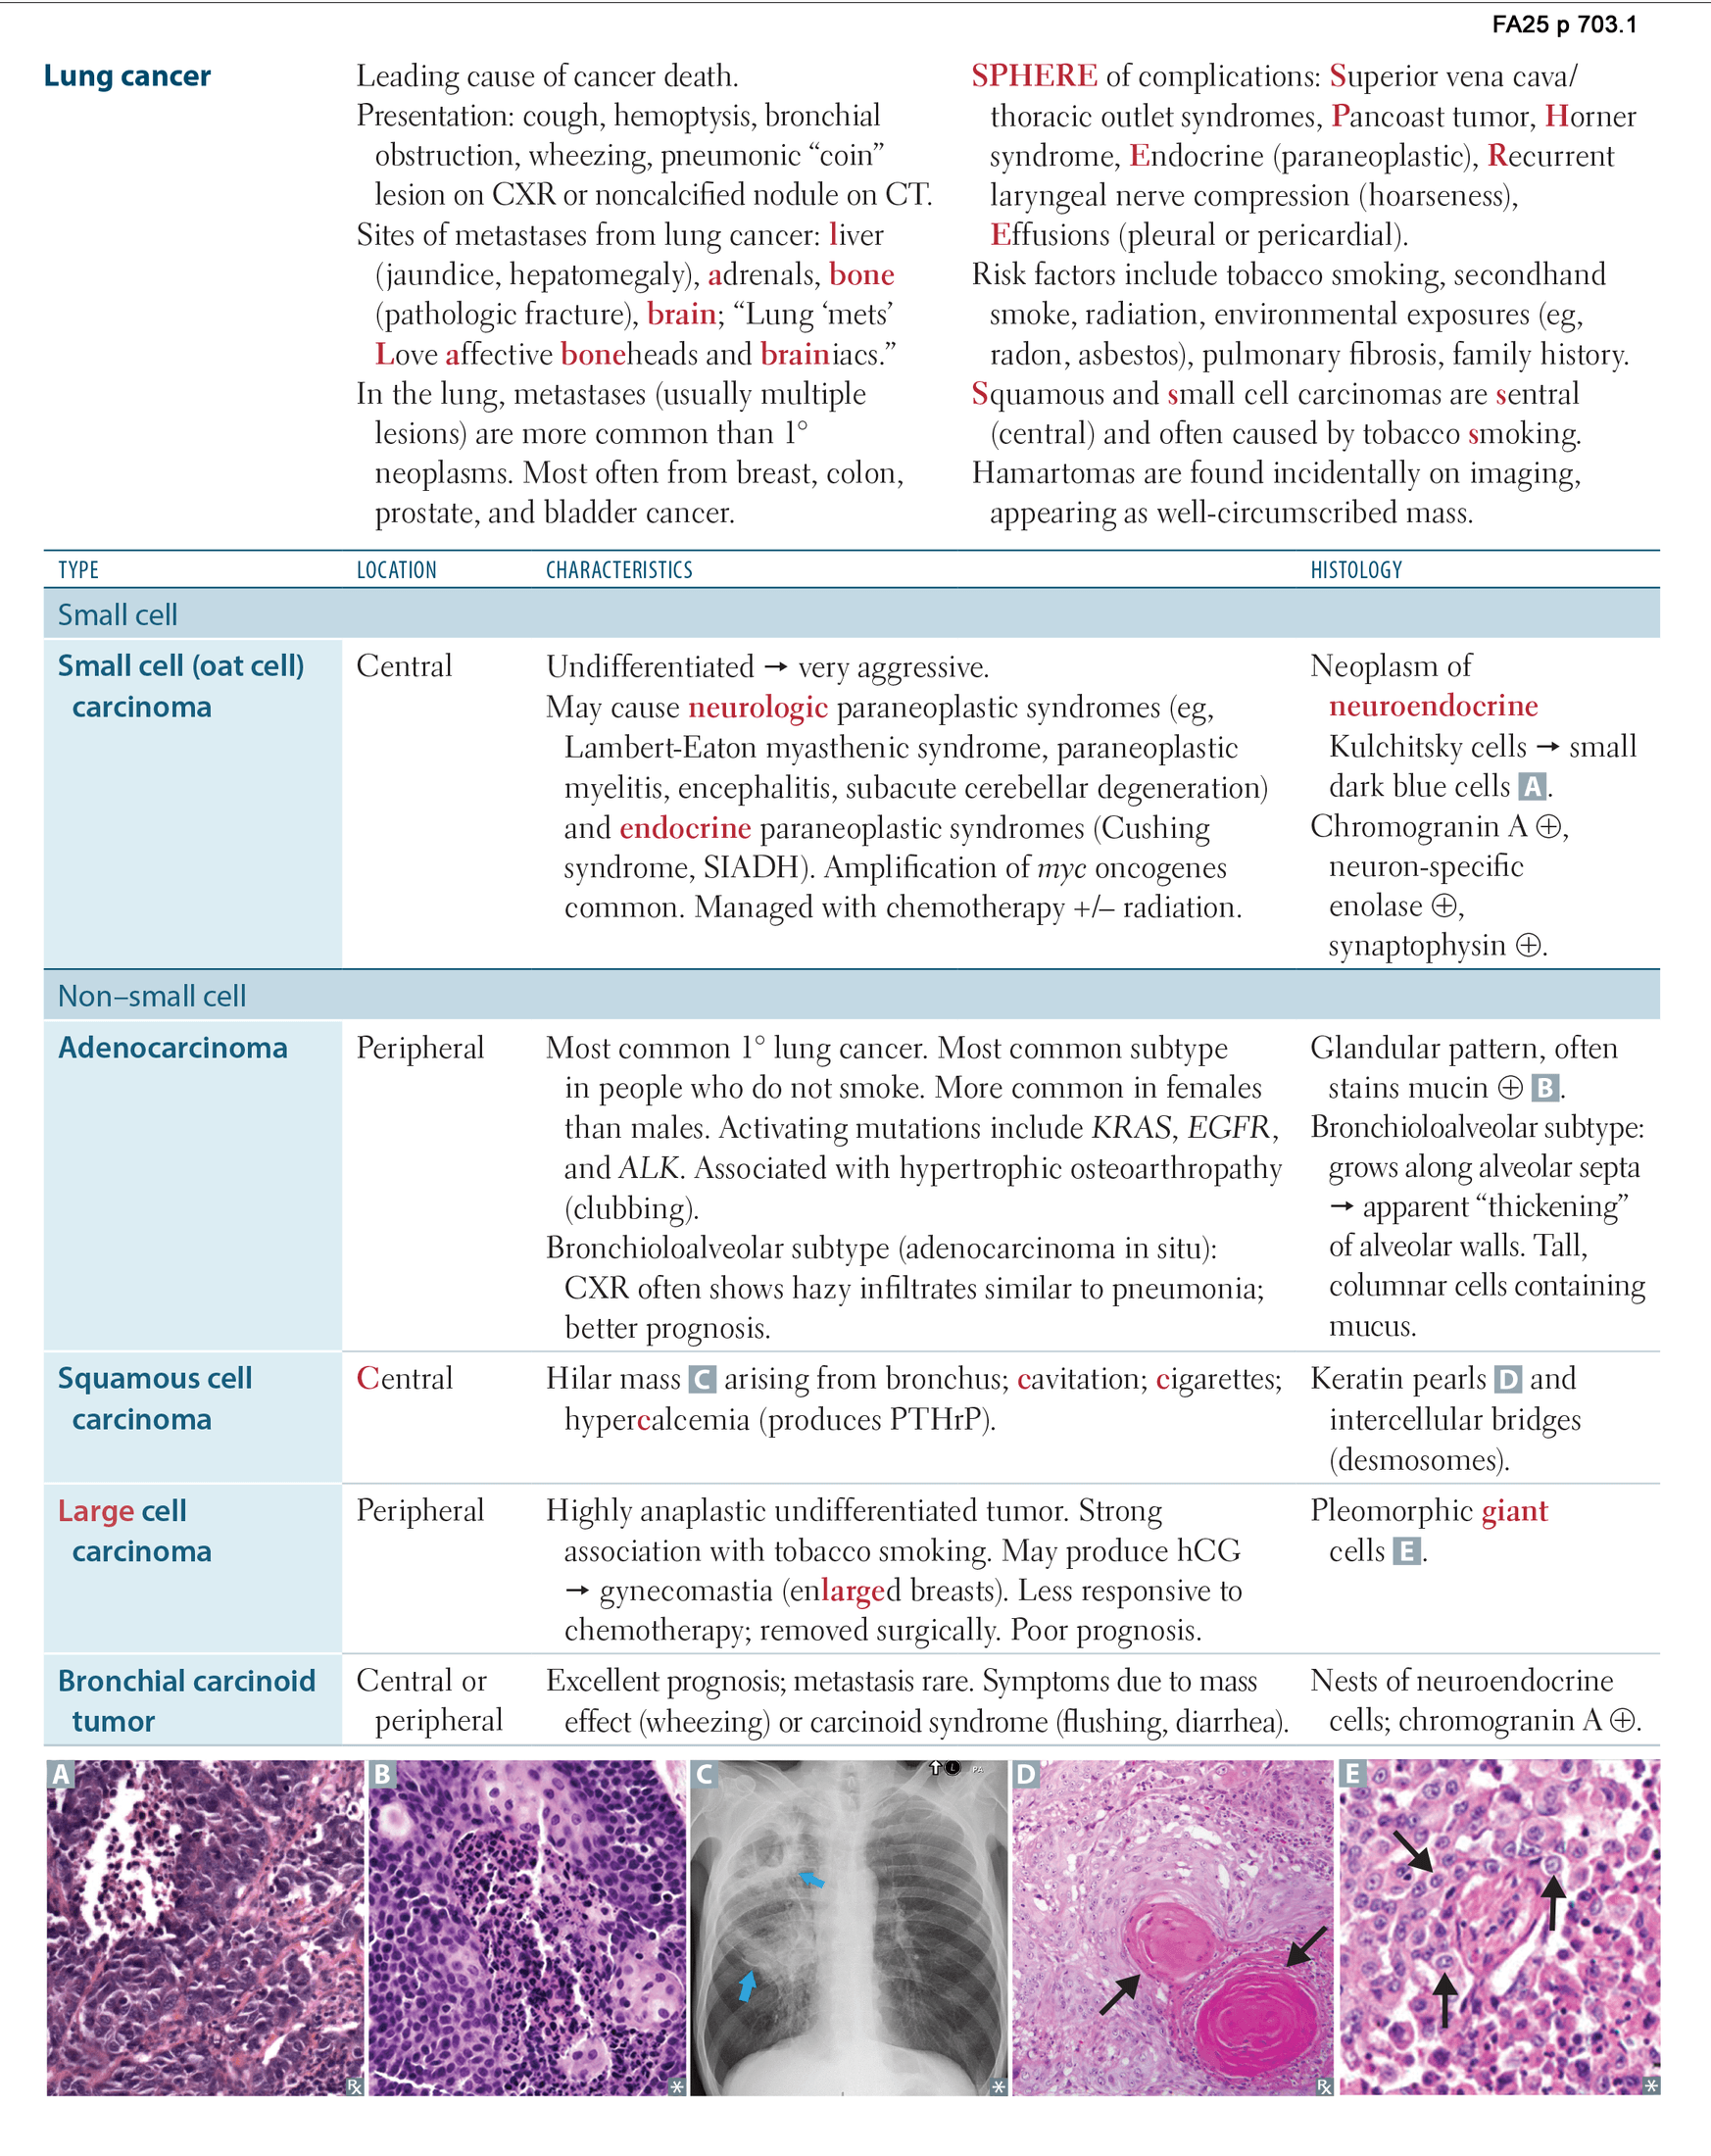 FA25 p 703.1
Lung cancer
Leading cause of cancer death.
Presentation: cough, hemoptysis, bronchial
obstruction, wheezing, pneumonic “coin”
lesion on CXR or noncalcified nodule on CT.
Sites of metastases from lung cancer: liver
(jaundice, hepatomegaly), adrenals, bone
(pathologic fracture), brain; “Lung ‘mets’
Love affective boneheads and brainiacs.”
In the lung, metastases (usually multiple
lesions) are more common than 1°
neoplasms. Most often from breast, colon,
prostate, and bladder cancer.
SPHERE of complications: Superior vena cava/
thoracic outlet syndromes, Pancoast tumor, Horner
syndrome, Endocrine (paraneoplastic), Recurrent
laryngeal nerve compression (hoarseness),
Effusions (pleural or pericardial).
Risk factors include tobacco smoking, secondhand
smoke, radiation, environmental exposures (eg,
radon, asbestos), pulmonary fibrosis, family history.
Squamous and small cell carcinomas are sentral
(central) and often caused by tobacco smoking.
Hamartomas are found incidentally on imaging,
appearing as well-circumscribed mass.
TYPE LOCATION CHARACTERISTICS HISTOLOGY
Small cell
Small cell (oat cell)
carcinoma
Central
Undifferentiated → very aggressive.
May cause neurologic paraneoplastic syndromes (eg,
Lambert-Eaton myasthenic syndrome, paraneoplastic
myelitis, encephalitis, subacute cerebellar degeneration)
and endocrine paraneoplastic syndromes (Cushing
syndrome, SIADH). Amplification of myc oncogenes
common. Managed with chemotherapy +/– radiation.
Neoplasm of
neuroendocrine
Kulchitsky cells → small
dark blue cells A.
Chromogranin A ⊕,
neuron-specific
enolase ⊕,
synaptophysin ⊕.
Non–small cell
Adenocarcinoma
Peripheral
Most common 1° lung cancer. Most common subtype
in people who do not smoke. More common in females
than males. Activating mutations include KRAS, EGFR,
and ALK. Associated with hypertrophic osteoarthropathy
(clubbing).
Bronchioloalveolar subtype (adenocarcinoma in situ):
CXR often shows hazy infiltrates similar to pneumonia;
better prognosis.
Glandular pattern, often
stains mucin ⊕ B.
Bronchioloalveolar subtype:
grows along alveolar septa
→ apparent “thickening”
of alveolar walls. Tall,
columnar cells containing
mucus.
Squamous cell
carcinoma
Central
Hilar mass C arising from bronchus; cavitation; cigarettes;
hypercalcemia (produces PTHrP).
Keratin pearls D and
intercellular bridges
(desmosomes).
Large cell
carcinoma
Peripheral
Highly anaplastic undifferentiated tumor. Strong
association with tobacco smoking. May produce hCG
→ gynecomastia (enlarged breasts). Less responsive to
chemotherapy; removed surgically. Poor prognosis.
Pleomorphic giant
cells E.
Bronchial carcinoid
tumor
Central or
peripheral
Excellent prognosis; metastasis rare. Symptoms due to mass
effect (wheezing) or carcinoid syndrome (flushing, diarrhea).
Nests of neuroendocrine
cells; chromogranin A ⊕.
A B C D E
L PA
℞ * * ℞ *